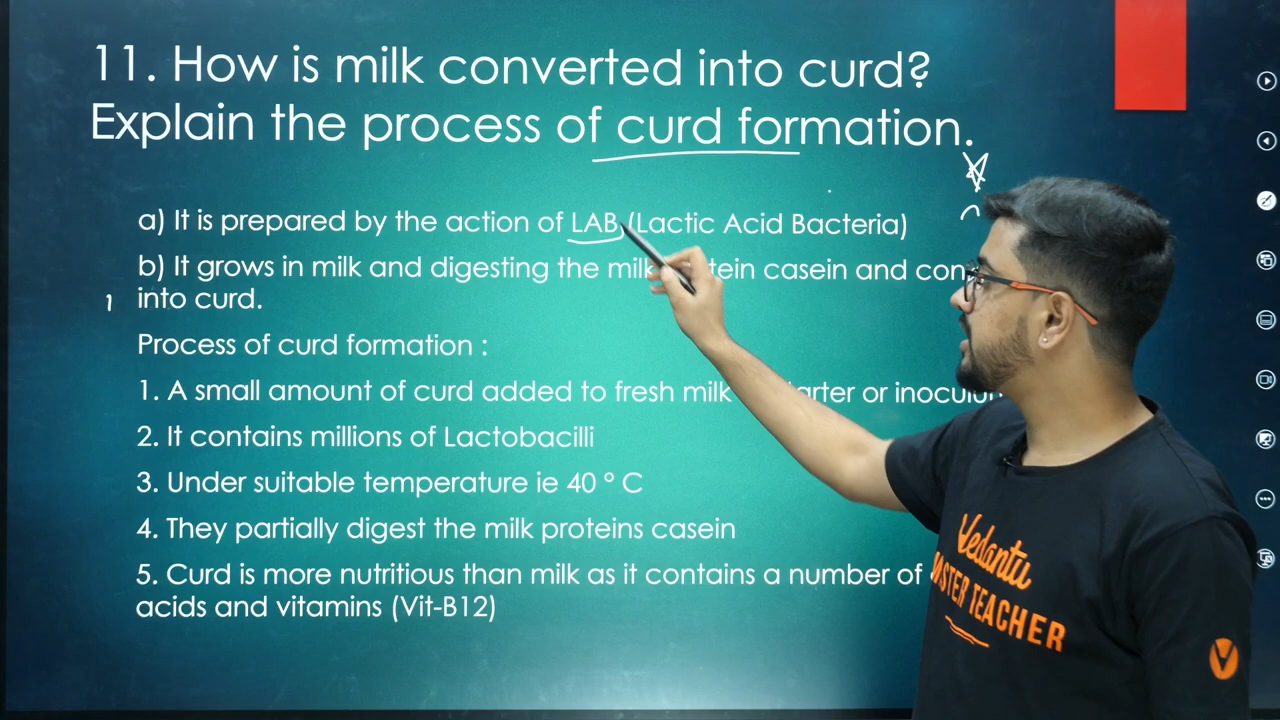 11. How is milk converted into curd?
Explain the process of curd formation.
a) It is prepared by the action of LAB (Lactic Acid Bacteria)
b) It grows in milk and digesting the milk casein and
into curd.
Process of curd formation :
1. A small amount of curd added to fresh milk or
2. It contains millions of Lactobacilli
3. Under suitable temperature ie 40 º C
4. They partially digest the milk proteins casein
5. Curd is more nutritious than milk as it contains a number of
acids and vitamins (Vit-B12)
Vedantu
MASTER TEACHER